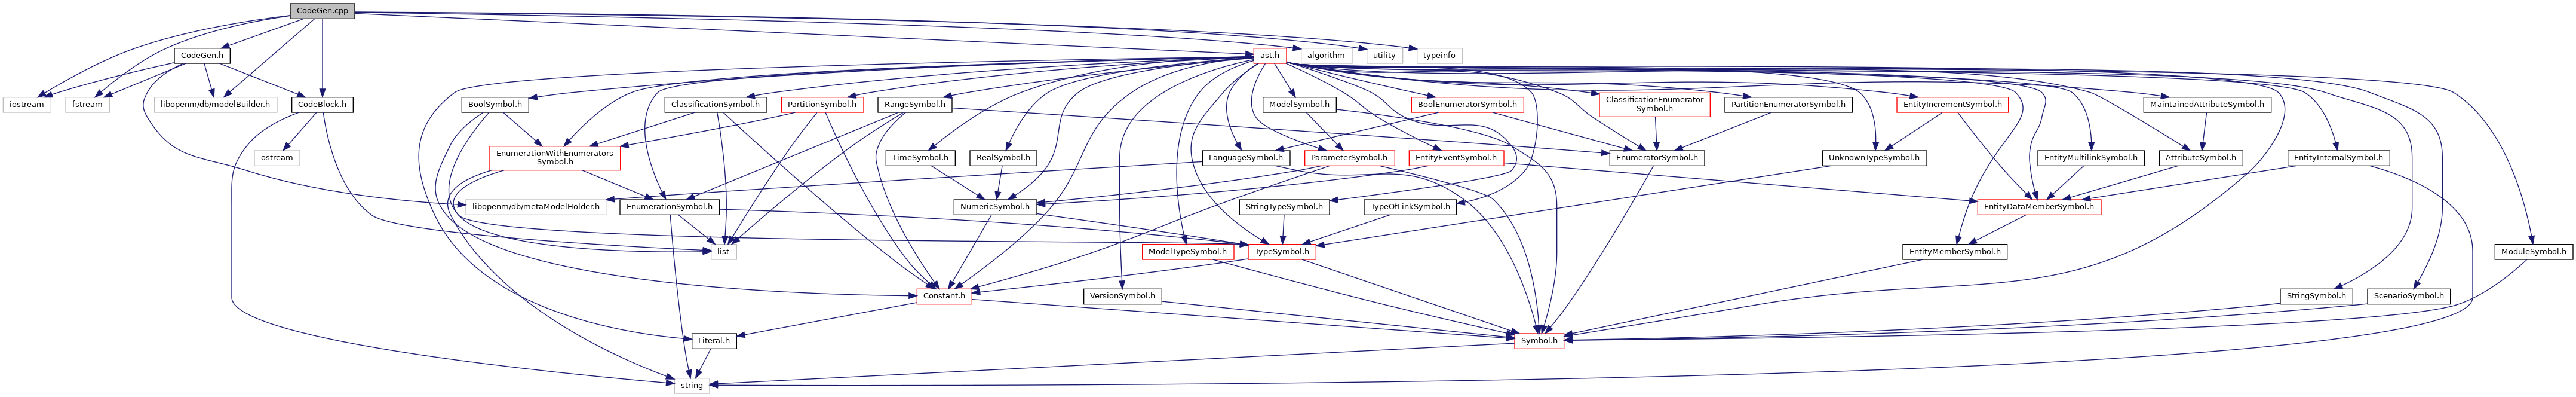 CodeGen.cpp
CodeGen.h
ast.h
algorithm
utility
typeinfo
iostream
fstream
libopenm/db/modelBuilder.h
CodeBlock.h
BoolSymbol.h
ClassificationSymbol.h
PartitionSymbol.h
RangeSymbol.h
ModelSymbol.h
BoolEnumeratorSymbol.h
ClassificationEnumerator
Symbol.h
PartitionEnumeratorSymbol.h
EntityIncrementSymbol.h
MaintainedAttributeSymbol.h
ostream
EnumerationWithEnumerators
Symbol.h
TimeSymbol.h
RealSymbol.h
LanguageSymbol.h
ParameterSymbol.h
EntityEventSymbol.h
EnumeratorSymbol.h
UnknownTypeSymbol.h
EntityMultilinkSymbol.h
AttributeSymbol.h
EntityInternalSymbol.h
libopenm/db/metaModelHolder.h
EnumerationSymbol.h
NumericSymbol.h
StringTypeSymbol.h
TypeOfLinkSymbol.h
EntityDataMemberSymbol.h
list
ModelTypeSymbol.h
TypeSymbol.h
EntityMemberSymbol.h
ModuleSymbol.h
Constant.h
VersionSymbol.h
StringSymbol.h
ScenarioSymbol.h
Literal.h
Symbol.h
string